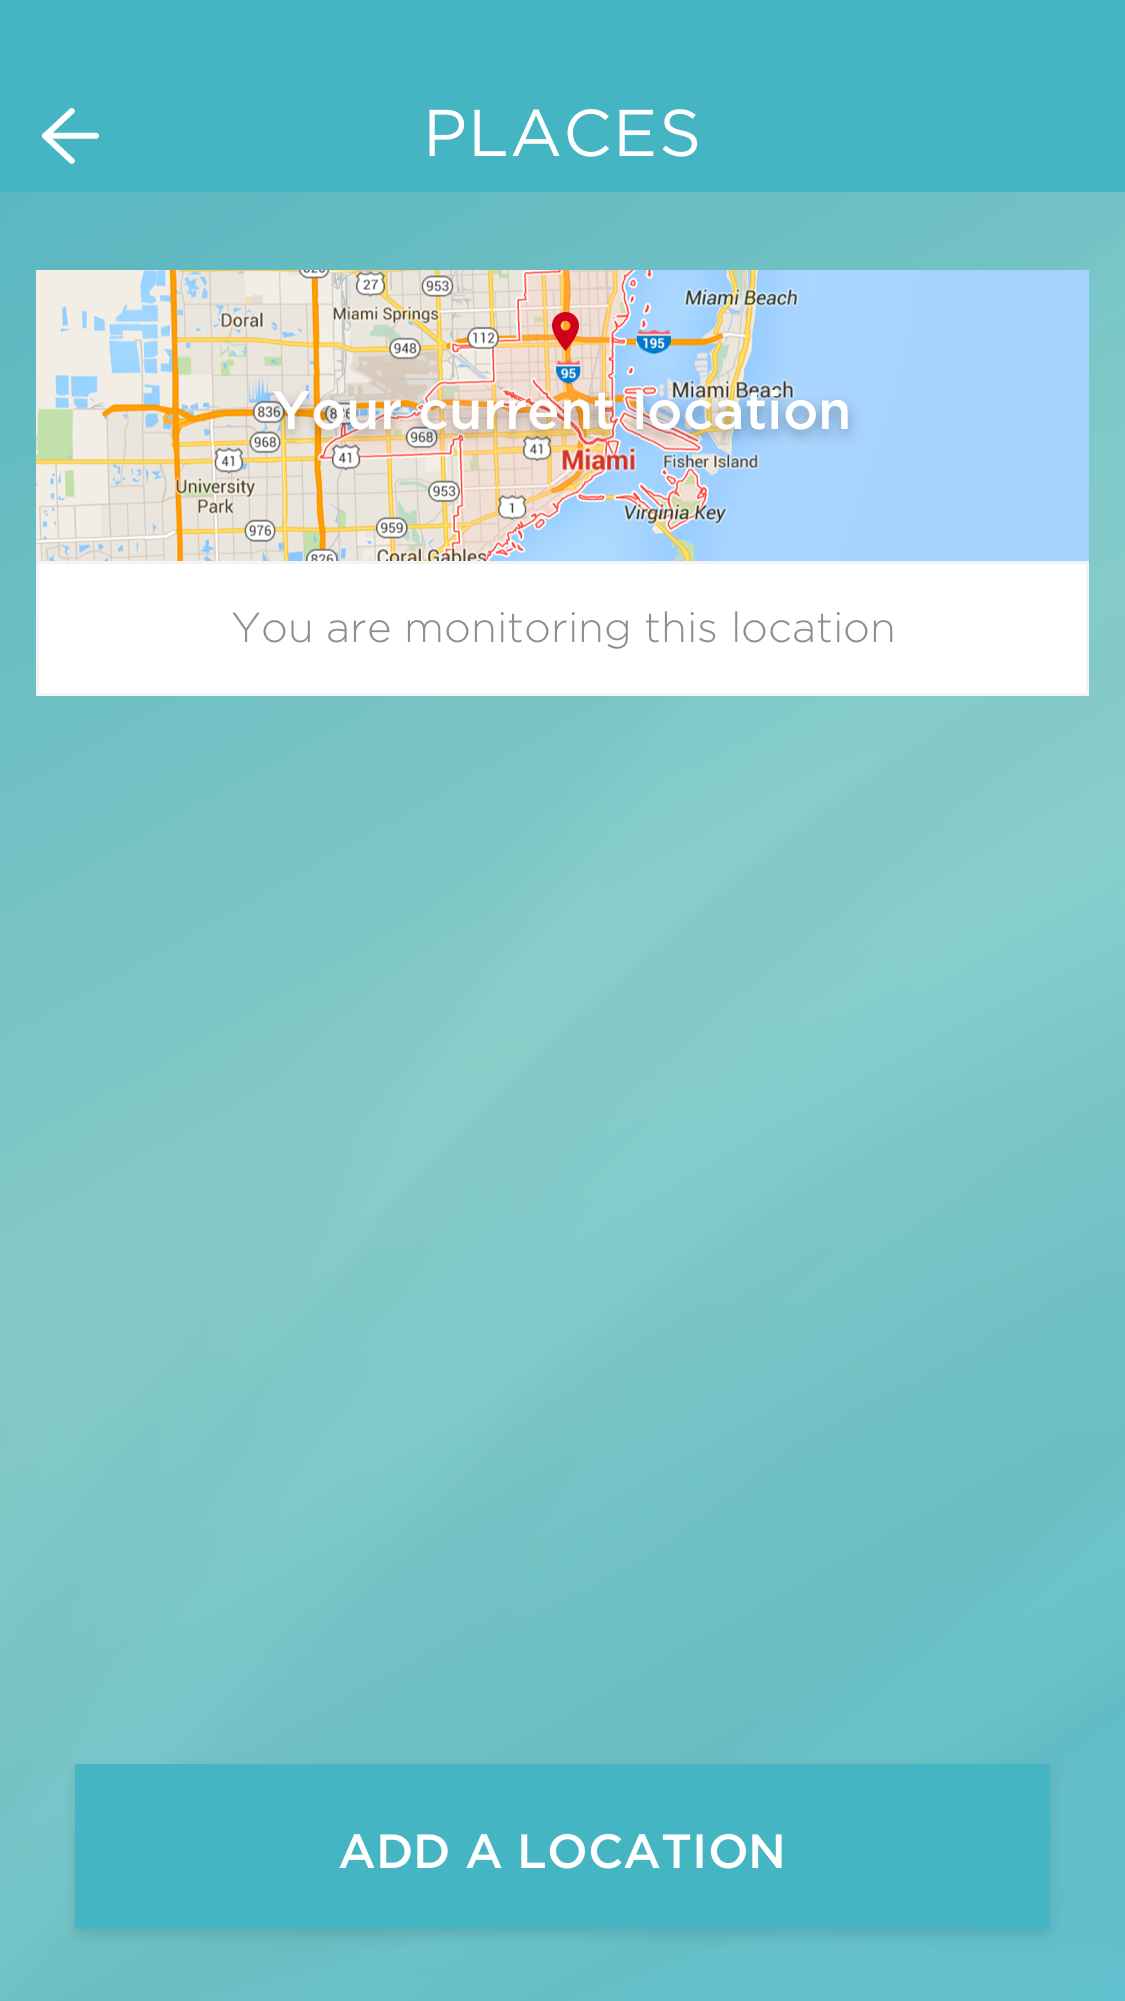 PLACES
826
27
953
Miami Beach
Doral
Miami Springs
112
948
195
95
Miami Beach
836
Your current location
968
968
41
41
41
Miami
Fisher Island
University
Park
953
1
Virginia Key
976
959
826
Coral Gables
You are monitoring this location
ADD A LOCATION